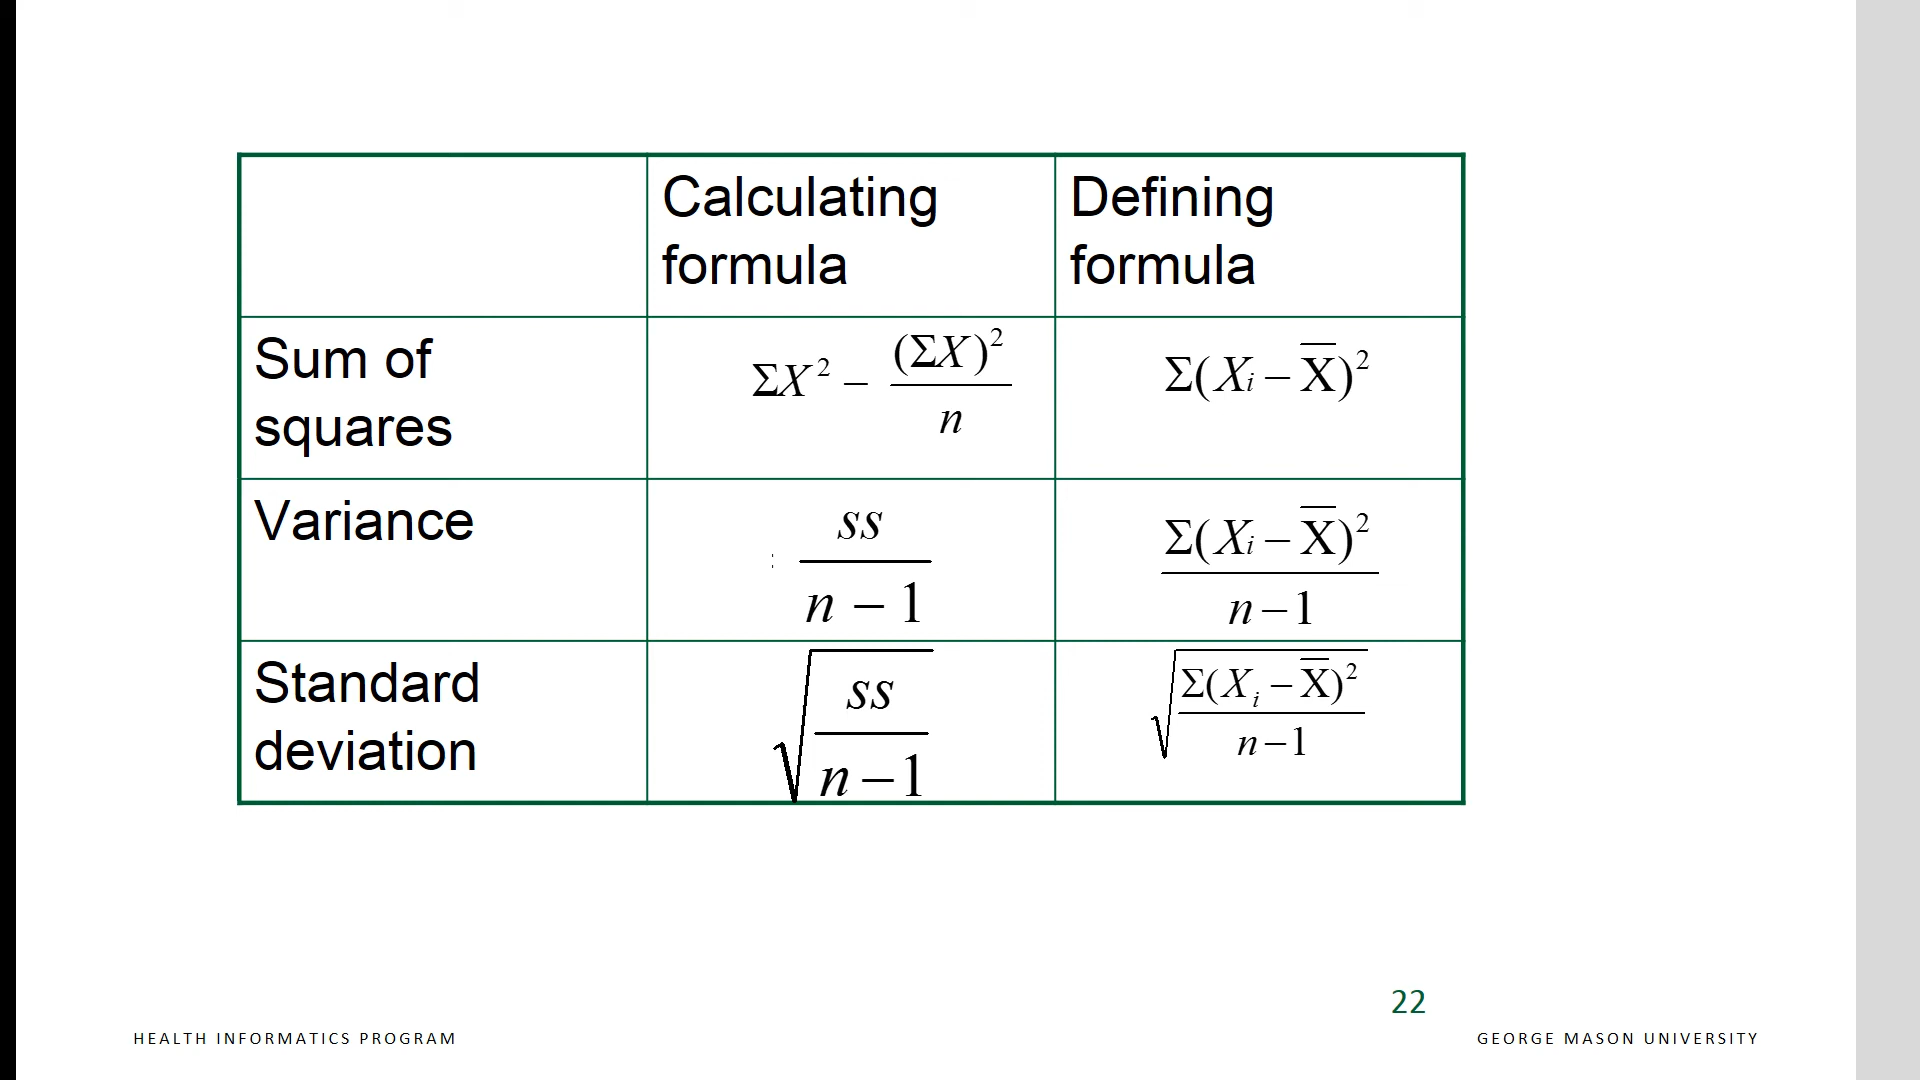 Calculating formula
Defining formula
Sum of squares
ΣX² − (ΣX)² / n
Σ(Xᵢ − X̅)²
Variance
: ss / n − 1
Σ(Xᵢ − X̅)² / n − 1
Standard deviation
√(ss / n − 1)
√(Σ(Xᵢ − X̅)² / n − 1)
22
HEALTH INFORMATICS PROGRAM
GEORGE MASON UNIVERSITY